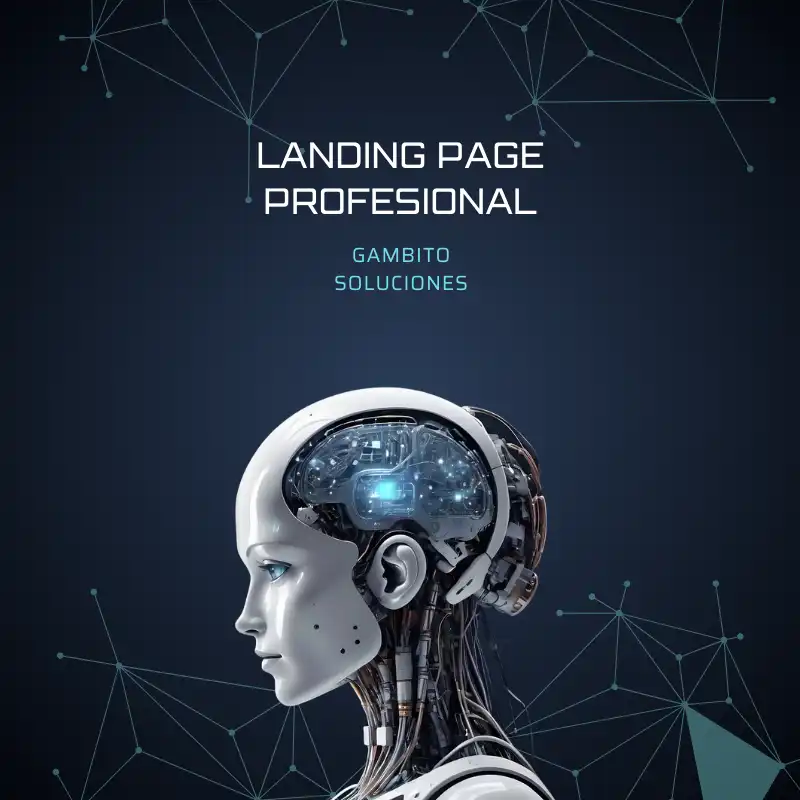 LANDING PAGE
PROFESIONAL
GAMBITO
SOLUCIONES